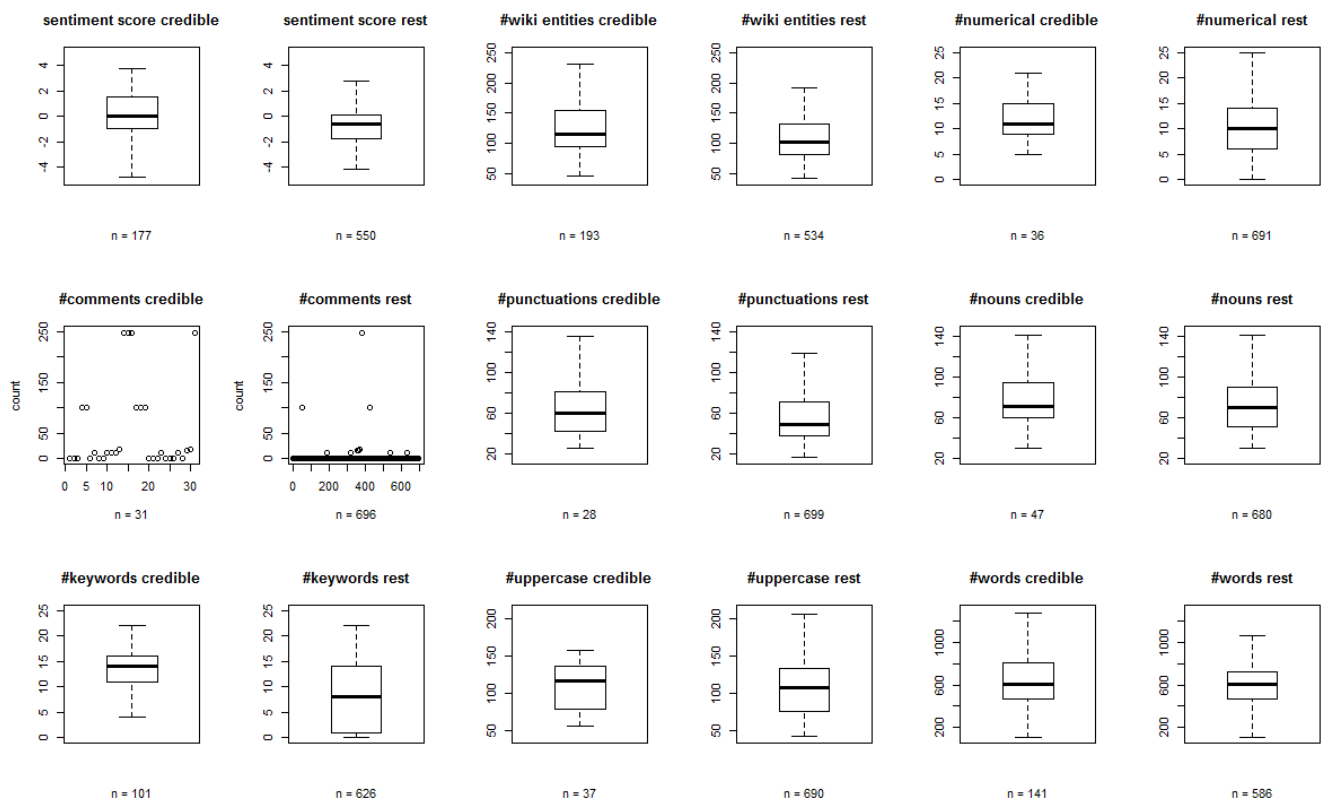 sentiment score credible
sentiment score rest
#wiki entities credible
#wiki entities rest
#numerical credible
#numerical rest
-4 -2 0 2 4
-4 -2 0 2 4
50 100 150 200 250
50 100 150 200 250
0 5 10 15 20 25
0 5 10 15 20 25
n = 177
n = 550
n = 193
n = 534
n = 36
n = 691
#comments credible
#comments rest
#punctuations credible
#punctuations rest
#nouns credible
#nouns rest
count
0 50 150 250
count
0 50 150 250
20 60 100 140
20 60 100 140
20 60 100 140
20 60 100 140
0 5 10 20 30
0 200 400 600
n = 31
n = 696
n = 28
n = 699
n = 47
n = 680
#keywords credible
#keywords rest
#uppercase credible
#uppercase rest
#words credible
#words rest
0 5 10 15 20 25
0 5 10 15 20 25
50 100 150 200
50 100 150 200
200 600 1000
200 600 1000
n = 101
n = 626
n = 37
n = 690
n = 141
n = 586